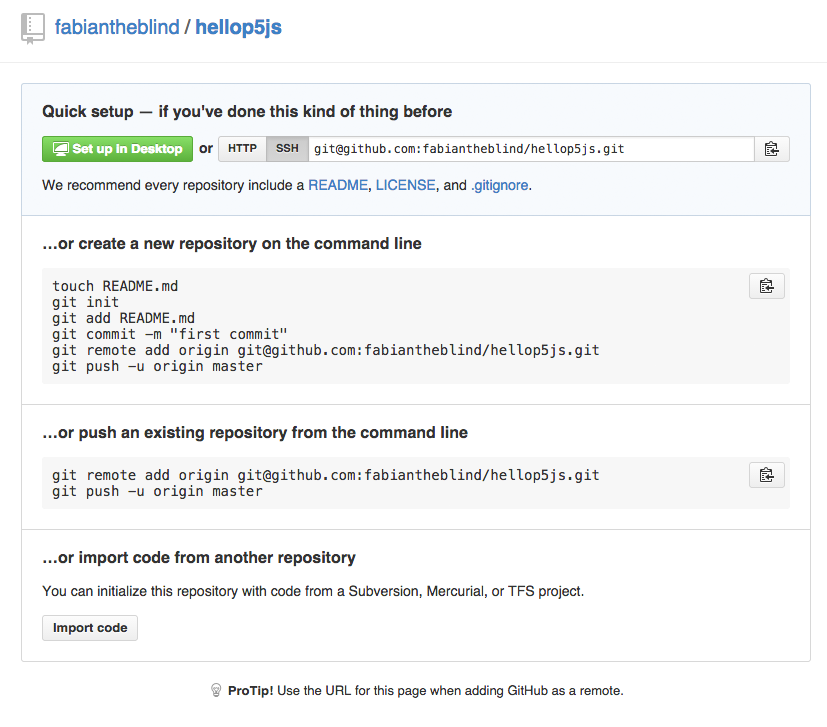 fabiantheblind / hellop5js
Quick setup — if you've done this kind of thing before
Set up in Desktop or HTTP SSH git@github.com:fabiantheblind/hellop5js.git
We recommend every repository include a README, LICENSE, and .gitignore.
…or create a new repository on the command line
touch README.md
git init
git add README.md
git commit -m "first commit"
git remote add origin git@github.com:fabiantheblind/hellop5js.git
git push -u origin master
…or push an existing repository from the command line
git remote add origin git@github.com:fabiantheblind/hellop5js.git
git push -u origin master
…or import code from another repository
You can initialize this repository with code from a Subversion, Mercurial, or TFS project.
Import code
ProTip! Use the URL for this page when adding GitHub as a remote.